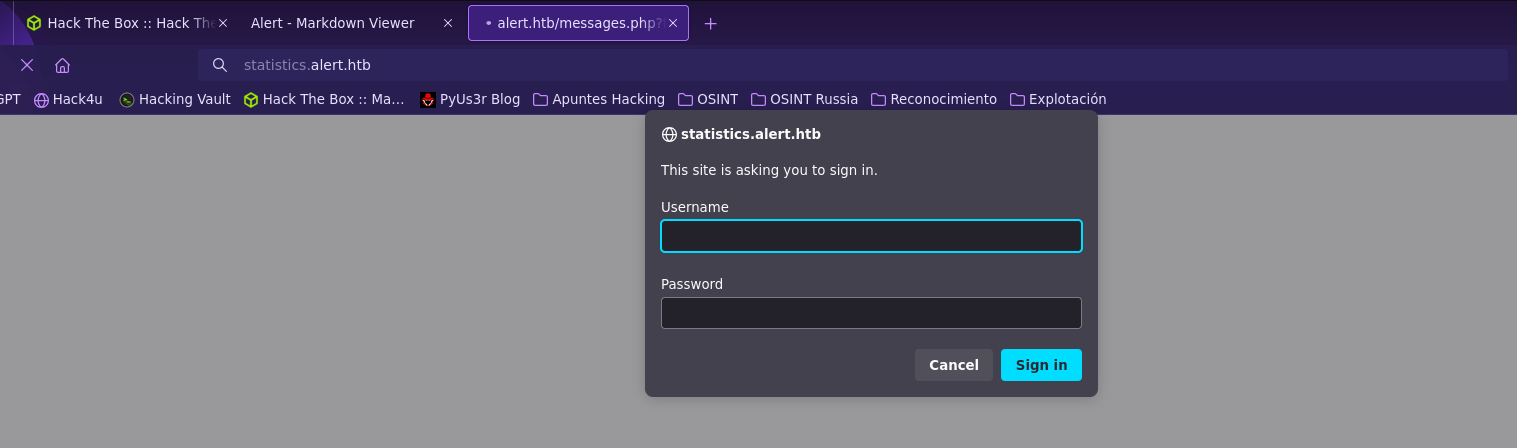 Hack The Box :: Hack The
Alert - Markdown Viewer
alert.htb/messages.php?
statistics.alert.htb
GPT
Hack4u
Hacking Vault
Hack The Box :: Ma...
PyUs3r Blog
Apuntes Hacking
OSINT
OSINT Russia
Reconocimiento
Explotación
statistics.alert.htb
This site is asking you to sign in.
Username
Password
Cancel
Sign in